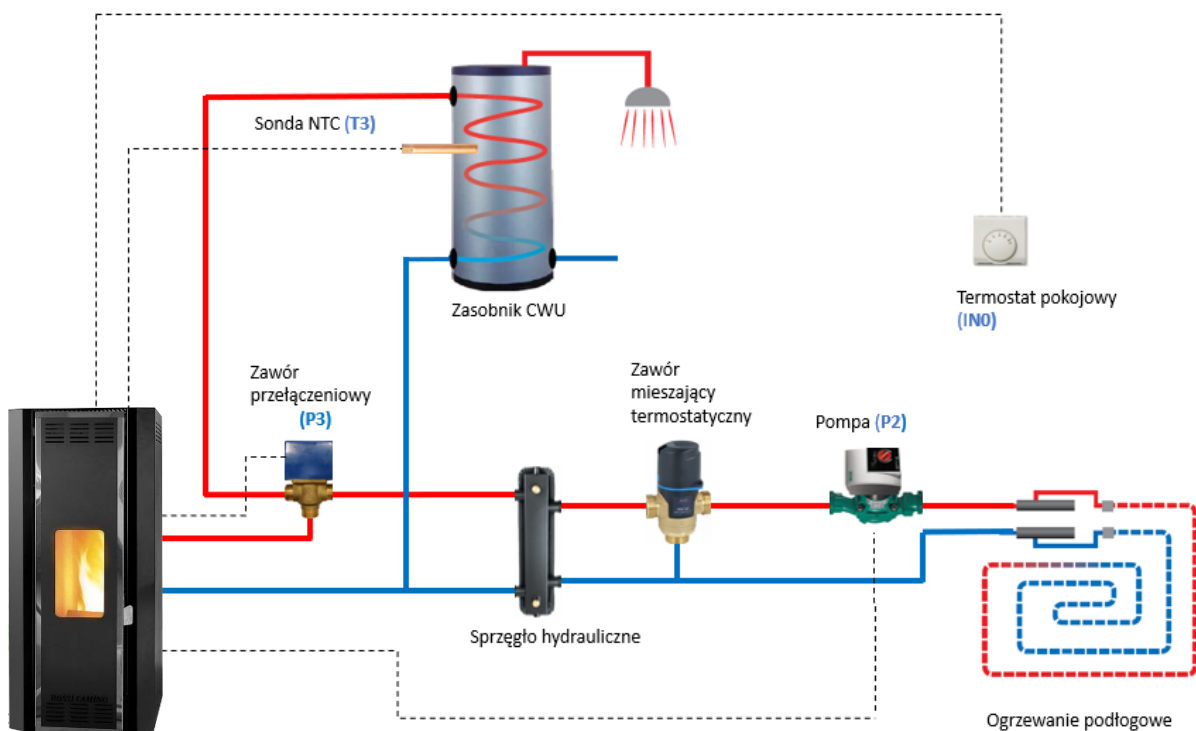 Sonda NTC (T3)
Zasobnik CWU
Termostat pokojowy
(IN0)
Zawór
przełączeniowy
(P3)
Zawór
mieszający
termostatyczny
Pompa (P2)
Sprzęgło hydrauliczne
Ogrzewanie podłogowe